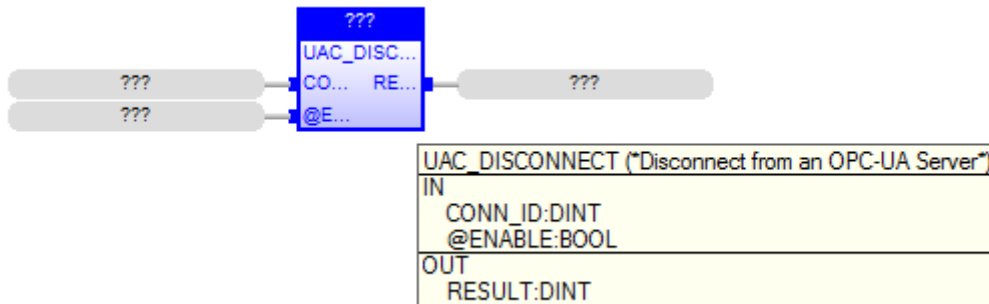 ???
UAC_DISC...
??? CO... RE... ???
??? @E...
UAC_DISCONNECT (*Disconnect from an OPC-UA Server*)
IN
CONN_ID:DINT
@ENABLE:BOOL
OUT
RESULT:DINT